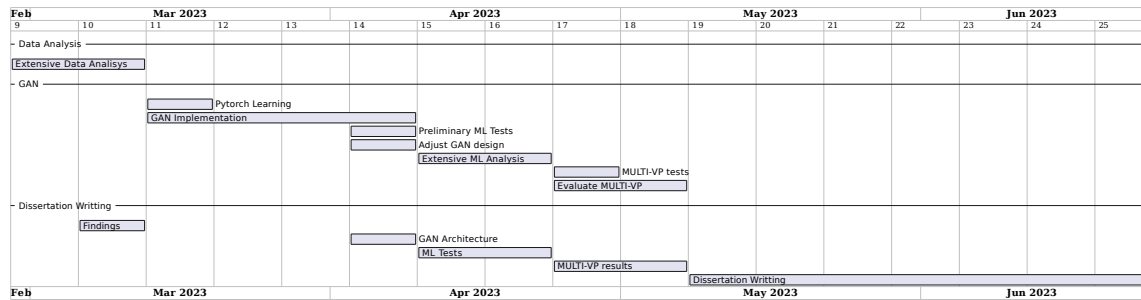 Feb Mar 2023 Apr 2023 May 2023 Jun 2023
9 10 11 12 13 14 15 16 17 18 19 20 21 22 23 24 25
Data Analysis
Extensive Data Analisys
GAN
Pytorch Learning
GAN Implementation
Preliminary ML Tests
Adjust GAN design
Extensive ML Analysis
MULTI-VP tests
Evaluate MULTI-VP
Dissertation Writting
Findings
GAN Architecture
ML Tests
MULTI-VP results
Dissertation Writting
Feb Mar 2023 Apr 2023 May 2023 Jun 2023